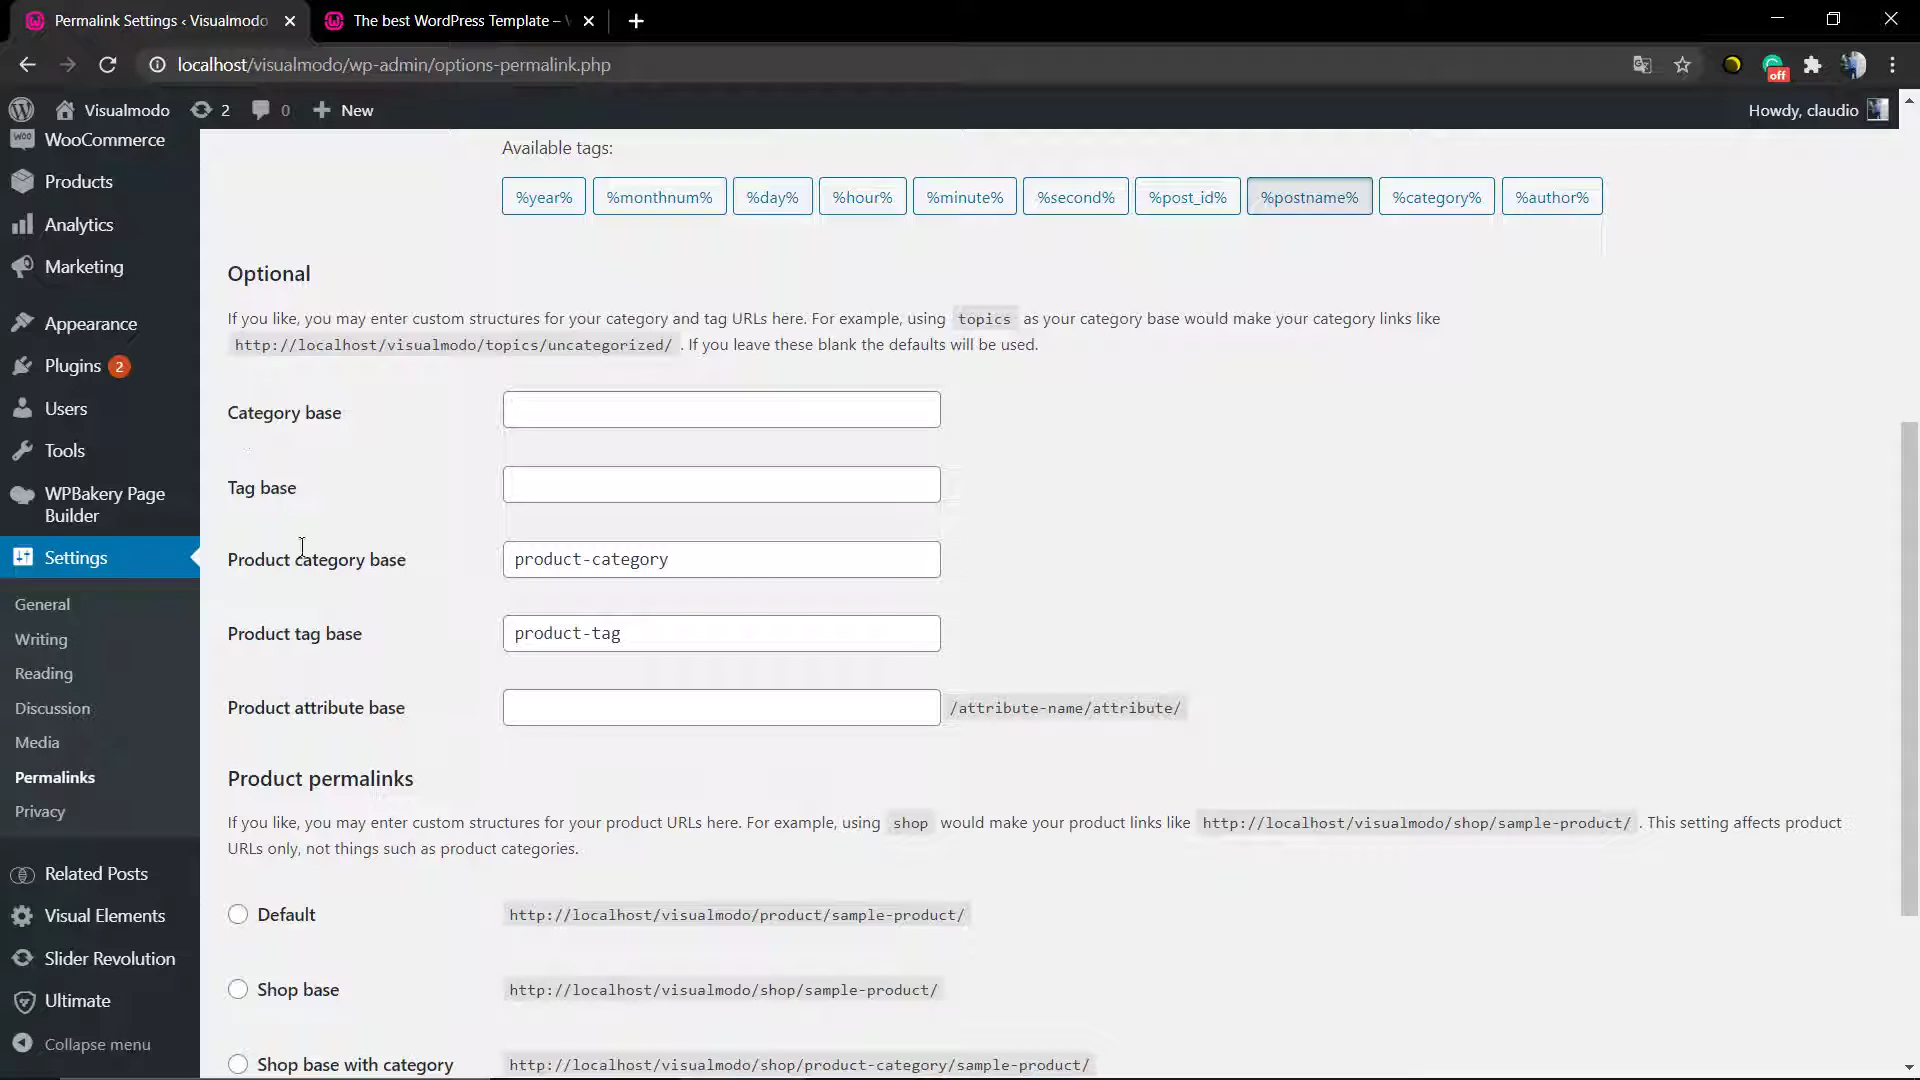 Permalink Settings ‹ Visualmodo
The best WordPress Template –
localhost/visualmodo/wp-admin/options-permalink.php
off
Visualmodo
2
0
New
Howdy, claudio
WooCommerce
Products
Analytics
Marketing
Appearance
Plugins 2
Users
Tools
WPBakery Page
Builder
Settings
General
Writing
Reading
Discussion
Media
Permalinks
Privacy
Related Posts
Visual Elements
Slider Revolution
Ultimate
Collapse menu
Available tags:
%year% %monthnum% %day% %hour% %minute% %second% %post_id% %postname% %category% %author%
Optional
If you like, you may enter custom structures for your category and tag URLs here. For example, using topics as your category base would make your category links like
http://localhost/visualmodo/topics/uncategorized/ . If you leave these blank the defaults will be used.
Category base
Tag base
Product category base product-category
Product tag base product-tag
Product attribute base /attribute-name/attribute/
Product permalinks
If you like, you may enter custom structures for your product URLs here. For example, using shop would make your product links like http://localhost/visualmodo/shop/sample-product/ . This setting affects product
URLs only, not things such as product categories.
Default http://localhost/visualmodo/product/sample-product/
Shop base http://localhost/visualmodo/shop/sample-product/
Shop base with category http://localhost/visualmodo/shop/product-category/sample-product/